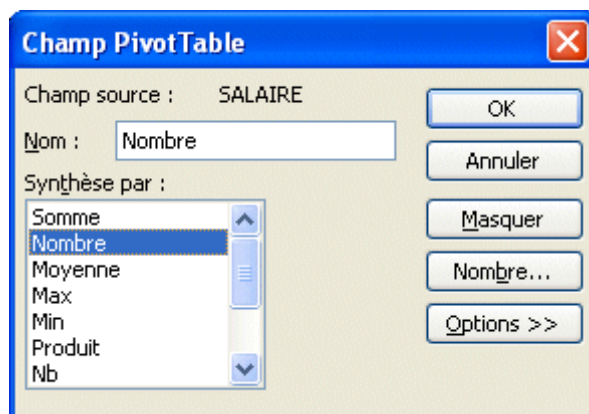 Champ PivotTable
Champ source : SALAIRE
Nom : Nombre
Synthèse par :
Somme
Nombre
Moyenne
Max
Min
Produit
Nb
OK
Annuler
Masquer
Nombre...
Options >>